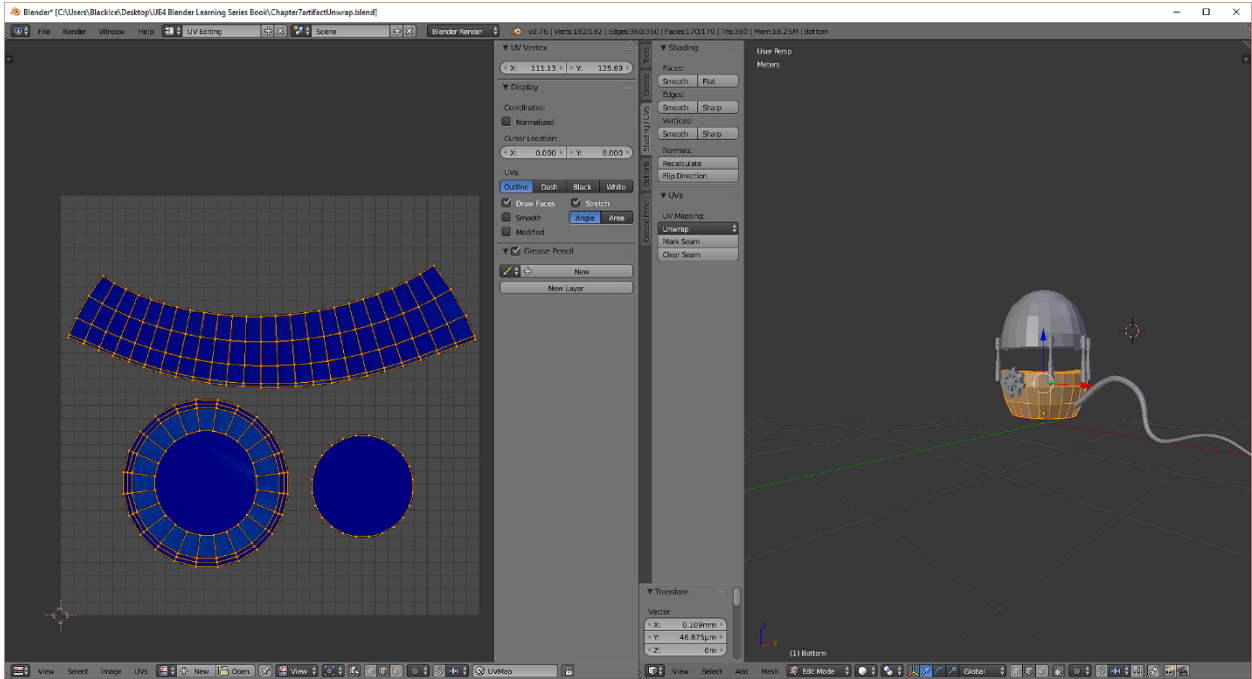 Blender* [C:\Users\BlackIce\Desktop\UE4 Blender Learning Series Book\Chapter7artifactUnwrap.blend]
File Render Window Help UV Editing Scene Blender Render v2.76 | Verts:192/192 | Edges:360/360 | Faces:170/170 | Tris:380 | Mem:18.25M | Bottom
UV Vertex
X: 111.13 Y: 125.69
Display
Coordinates:
Normalized
Cursor Location:
X: 0.000 Y: 0.000
UVs:
Outline Dash Black White
Draw Faces Stretch
Smooth Angle Area
Modified
Grease Pencil
New
New Layer
Tools
Create
Shading / UVs
Options
Grease Pencil
Shading
Faces:
Smooth Flat
Edges:
Smooth Sharp
Vertices:
Smooth Sharp
Normals:
Recalculate
Flip Direction
UVs
UV Mapping:
Unwrap
Mark Seam
Clear Seam
Translate
Vector
X: 0.109mm
Y: 46.875µm
Z: 0m
User Persp
Meters
z
y
(1) Bottom
View Select Image UVs New Open View UVMap
View Select Add Mesh Edit Mode Global